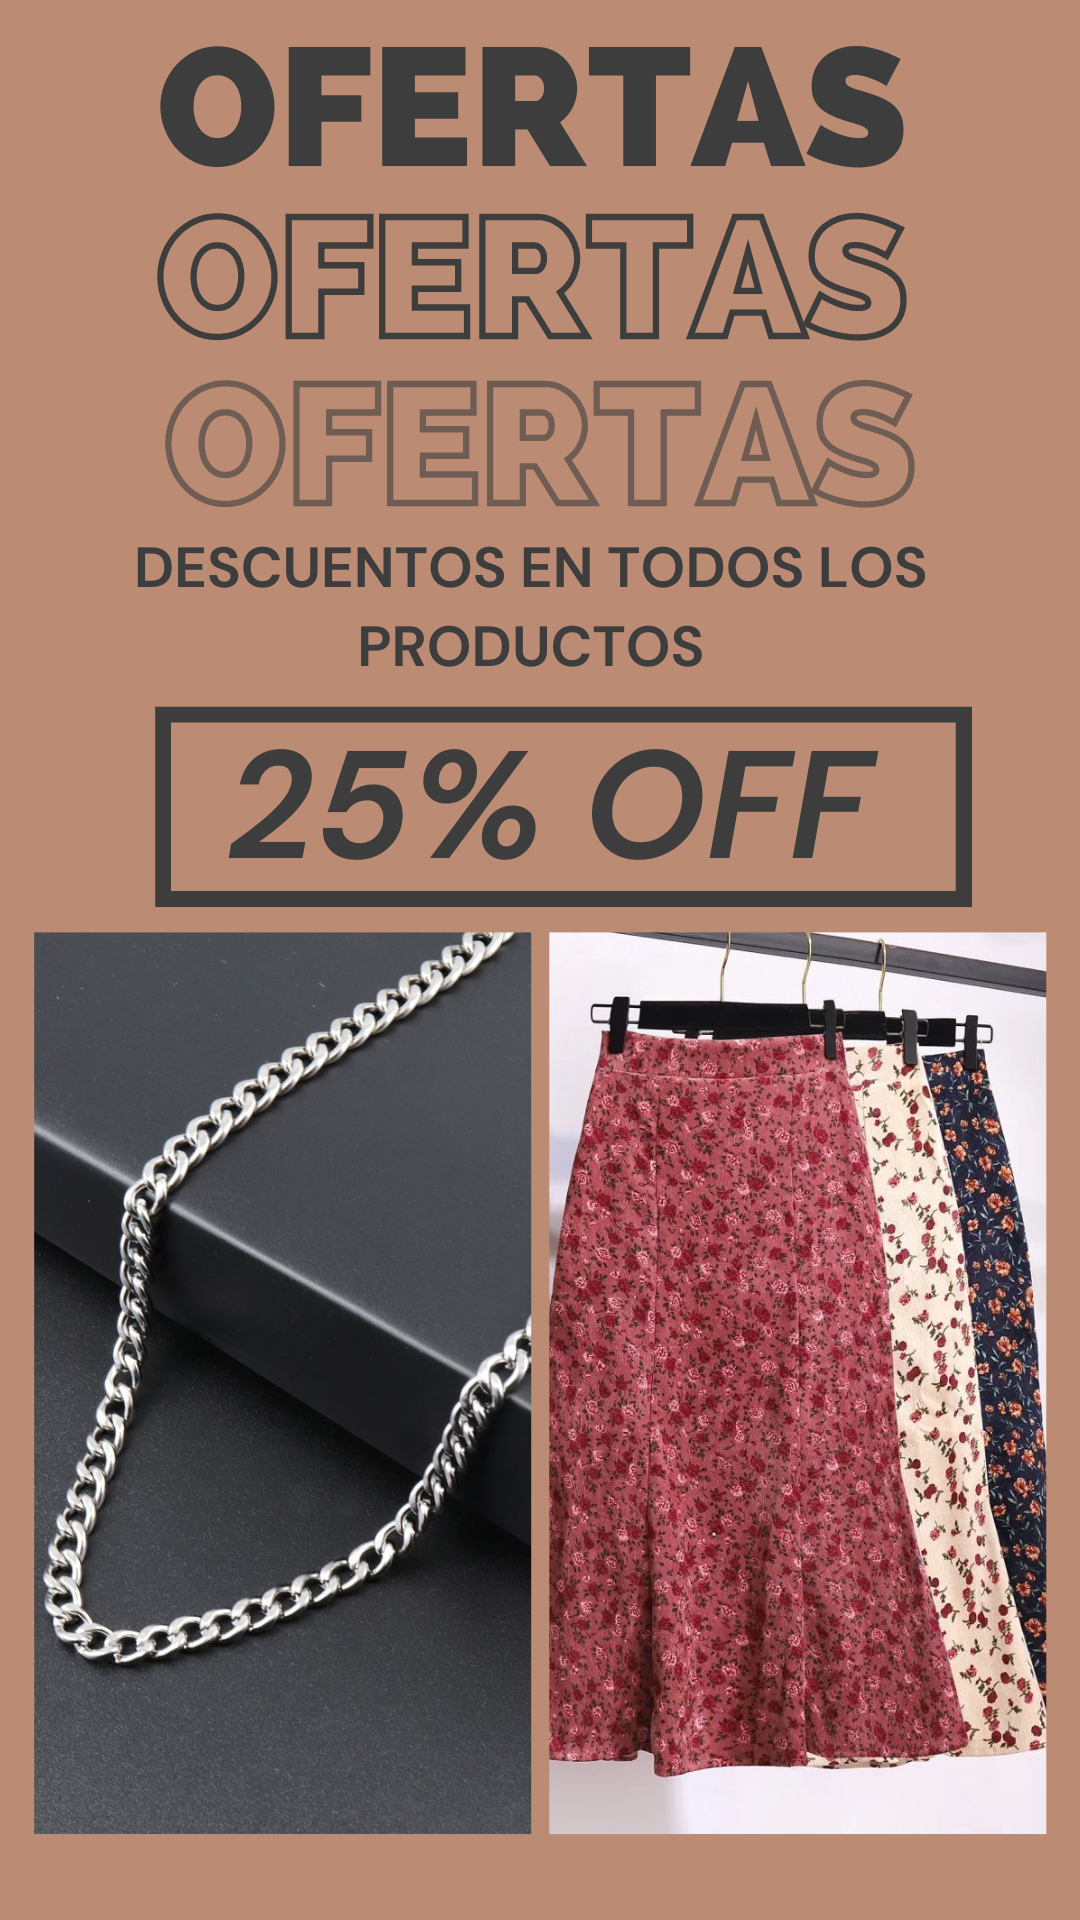 OFERTAS
OFERTAS
OFERTAS
DESCUENTOS EN TODOS LOS
PRODUCTOS
25% OFF